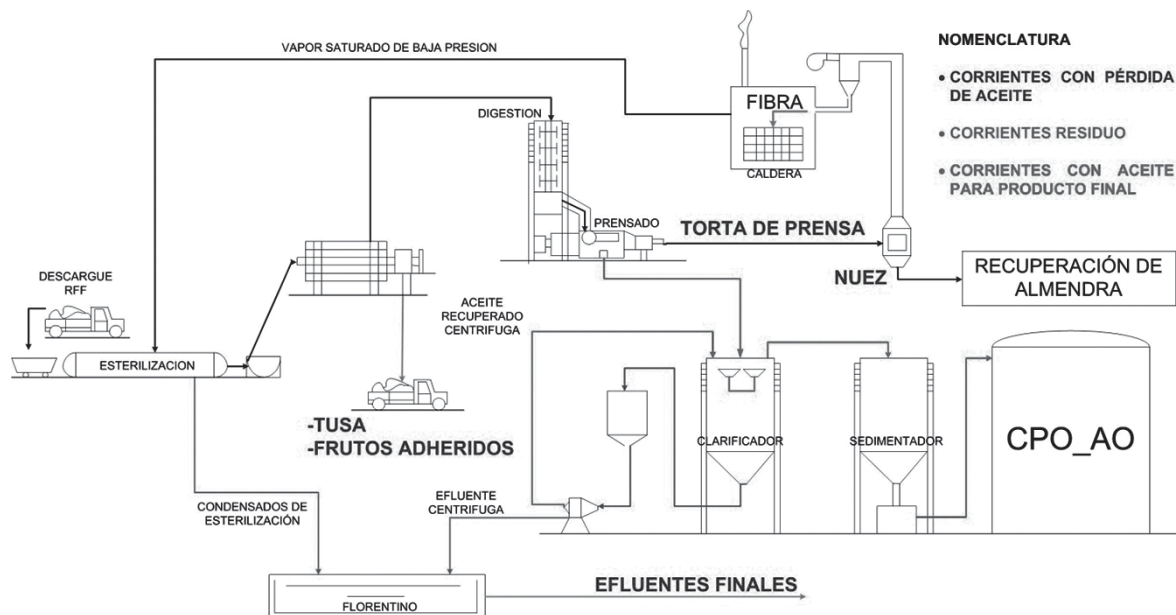 VAPOR SATURADO DE BAJA PRESION
NOMENCLATURA
• CORRIENTES CON PÉRDIDA
DE ACEITE
• CORRIENTES RESIDUO
• CORRIENTES CON ACEITE
PARA PRODUCTO FINAL
FIBRA
CALDERA
DIGESTION
PRENSADO
TORTA DE PRENSA
NUEZ
RECUPERACIÓN DE
ALMENDRA
DESCARGUE
RFF
ESTERILIZACION
ACEITE
RECUPERADO
CENTRIFUGA
-TUSA
-FRUTOS ADHERIDOS
CLARIFICADOR
SEDIMENTADOR
CPO_AO
CONDENSADOS DE
ESTERILIZACIÓN
EFLUENTE
CENTRIFUGA
FLORENTINO
EFLUENTES FINALES